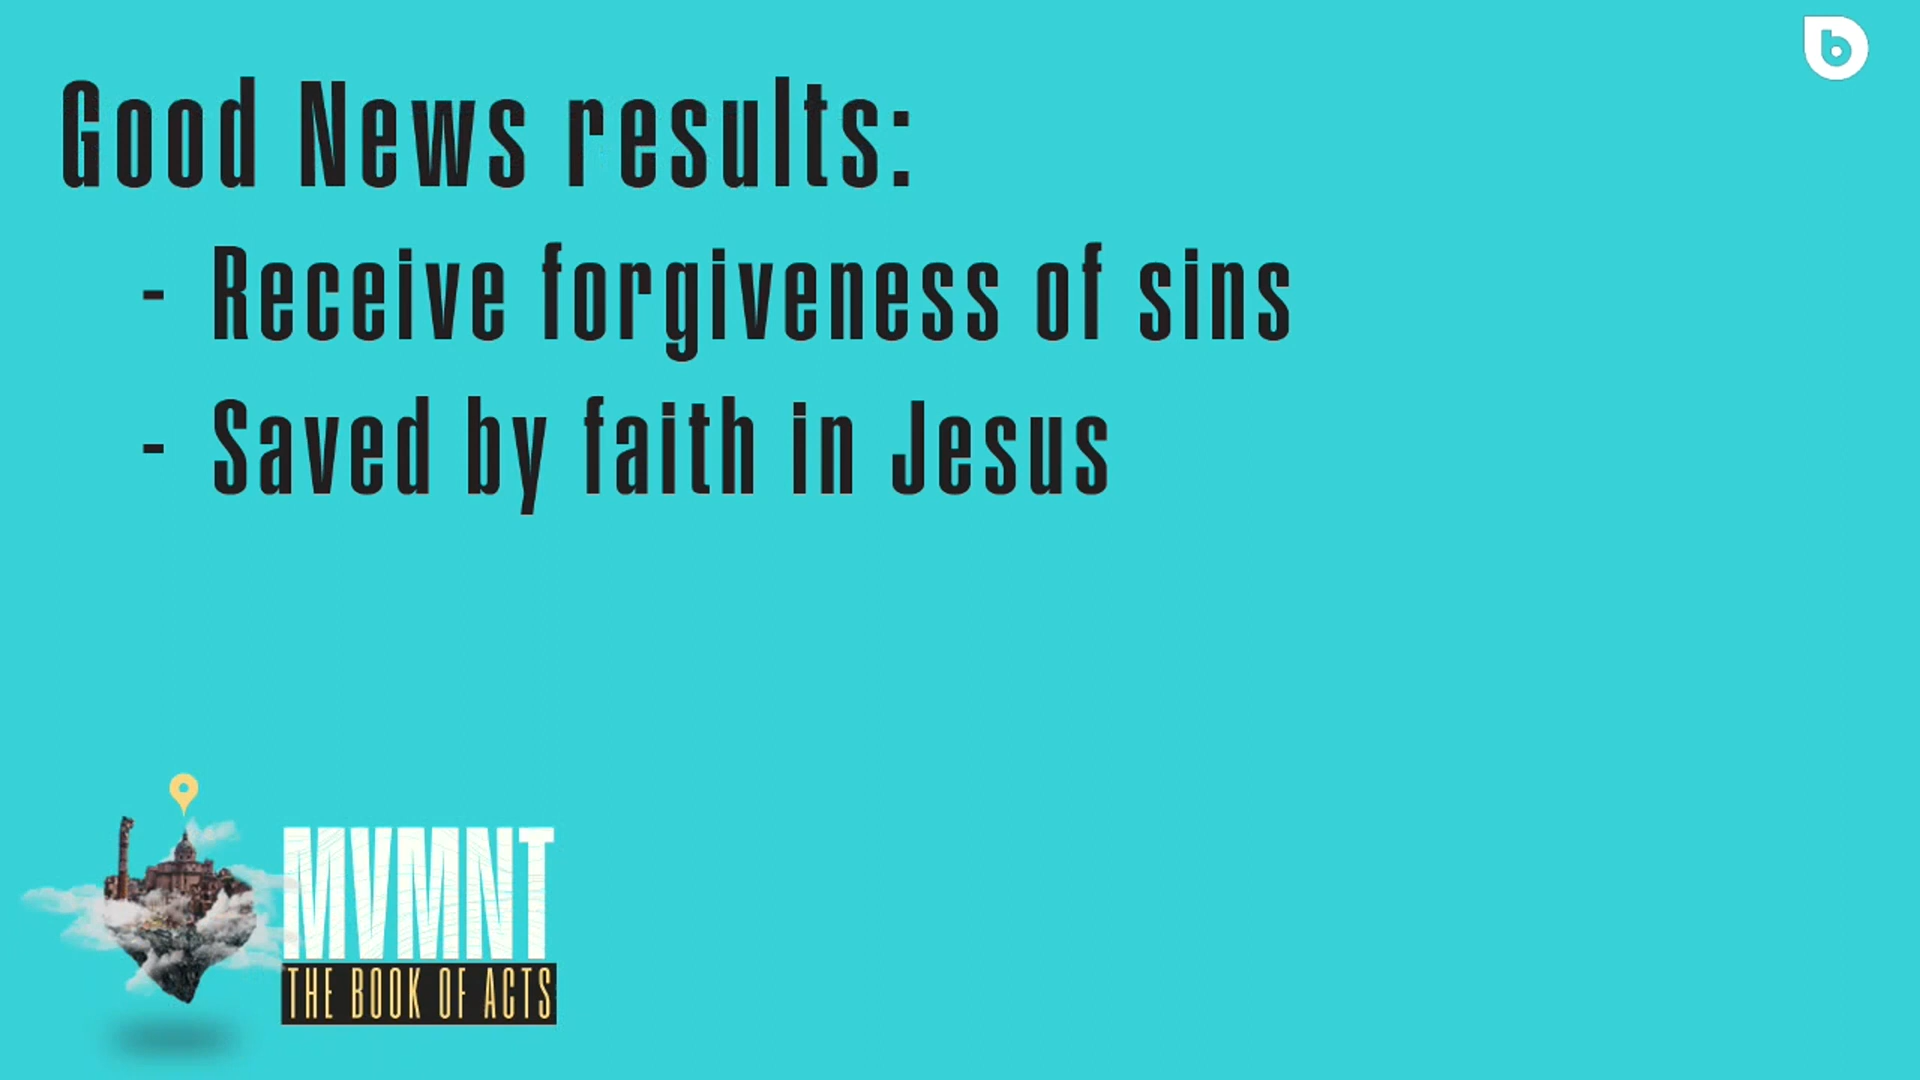 b
Good News results:
- Receive forgiveness of sins
- Saved by faith in Jesus
MVMNT
THE BOOK OF ACTS